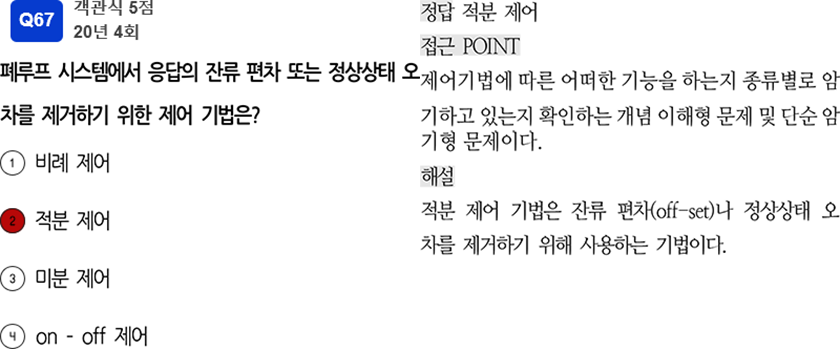 Q67
객관식 5점
20년 4회
폐루프 시스템에서 응답의 잔류 편차 또는 정상상태 오
차를 제거하기 위한 제어 기법은?
① 비례 제어
② 적분 제어
③ 미분 제어
④ on - off 제어
정답 적분 제어
접근 POINT
제어기법에 따른 어떠한 기능을 하는지 종류별로 암
기하고 있는지 확인하는 개념 이해형 문제 및 단순 암
기형 문제이다.
해설
적분 제어 기법은 잔류 편차(off-set)나 정상상태 오
차를 제거하기 위해 사용하는 기법이다.